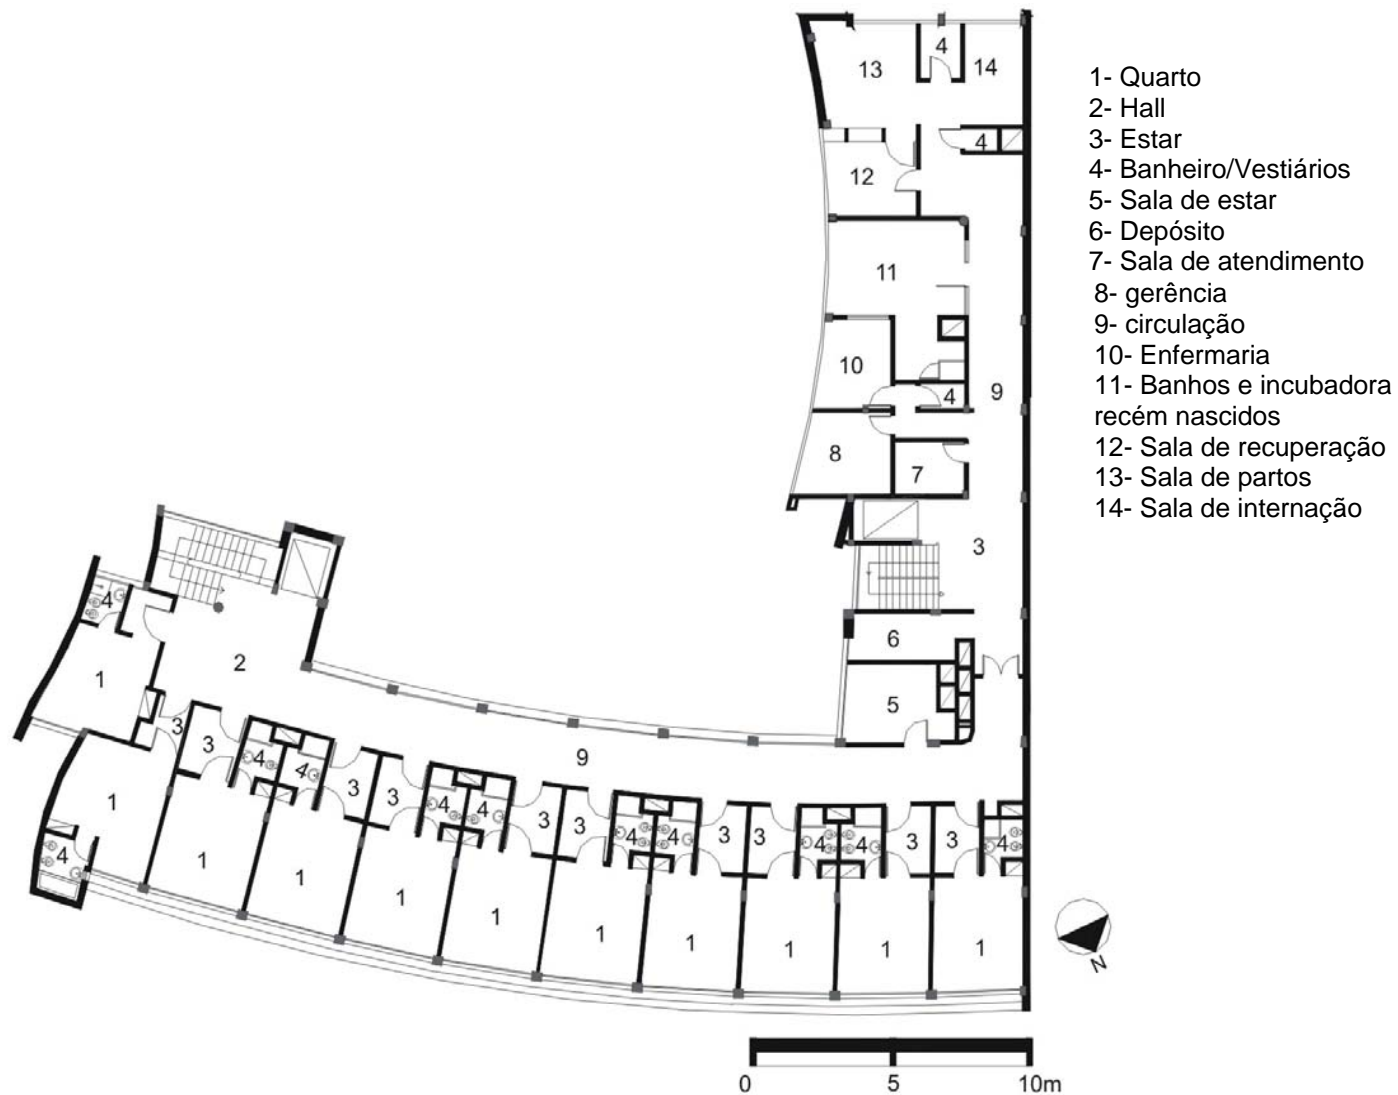 4
13
14
4
12
11
10
9
4
8
7
3
6
5
4
1
2
3
3
4
4
3
3
4
4
3
3
4
4
3
3
4
4
3
3
4
9
1
4
1
1
1
1
1
1
1
1
1
1- Quarto
2- Hall
3- Estar
4- Banheiro/Vestiários
5- Sala de estar
6- Depósito
7- Sala de atendimento
8- gerência
9- circulação
10- Enfermaria
11- Banhos e incubadora
recém nascidos
12- Sala de recuperação
13- Sala de partos
14- Sala de internação
N
0 5 10m